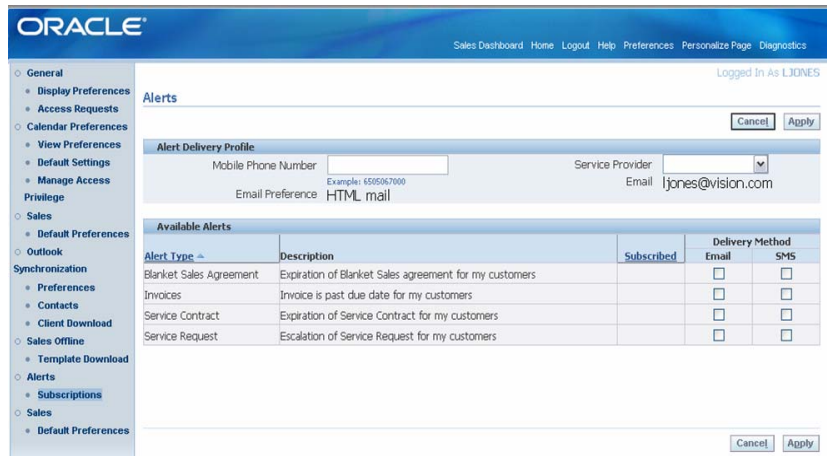 ORACLE®
Sales Dashboard Home Logout Help Preferences Personalize Page Diagnostics
Logged In As LJONES
General
Display Preferences
Access Requests
Calendar Preferences
View Preferences
Default Settings
Manage Access
Privilege
Sales
Default Preferences
Outlook
Synchronization
Preferences
Contacts
Client Download
Sales Offline
Template Download
Alerts
Subscriptions
Sales
Default Preferences
Alerts
Cancel Apply
Alert Delivery Profile
Mobile Phone Number
Example: 6505067000
Service Provider
Email Preference HTML mail
Email ljones@vision.com
Available Alerts
Delivery Method
Alert Type Description Subscribed Email SMS
Blanket Sales Agreement Expiration of Blanket Sales agreement for my customers
Invoices Invoice is past due date for my customers
Service Contract Expiration of Service Contract for my customers
Service Request Escalation of Service Request for my customers
Cancel Apply